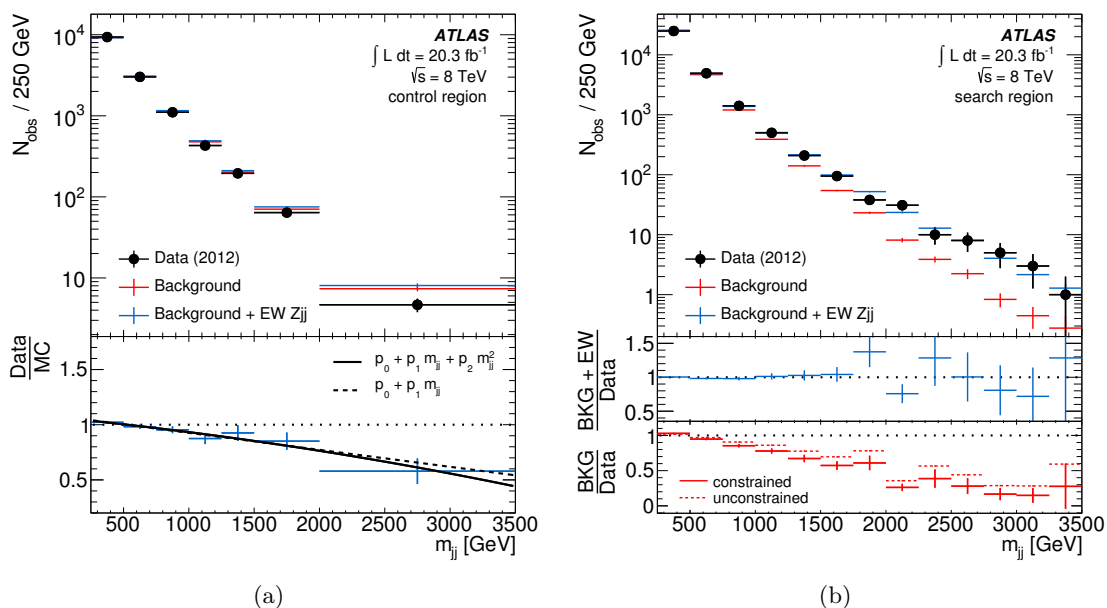 ATLAS
∫ L dt = 20.3 fb⁻¹
√s = 8 TeV
control region
N_obs / 250 GeV
10⁴
10³
10²
10
Data (2012)
Background
Background + EW Zjj
Data
MC
1.5
1
0.5
p₀ + p₁ m_jj + p₂ m²_jj
p₀ + p₁ m_jj
500 1000 1500 2000 2500 3000 3500
m_jj [GeV]
(a)
ATLAS
∫ L dt = 20.3 fb⁻¹
√s = 8 TeV
search region
N_obs / 250 GeV
10⁴
10³
10²
10
1
Data (2012)
Background
Background + EW Zjj
BKG + EW
Data
1.5
1
0.5
BKG
Data
1
0.5
0
constrained
unconstrained
500 1000 1500 2000 2500 3000 3500
m_jj [GeV]
(b)